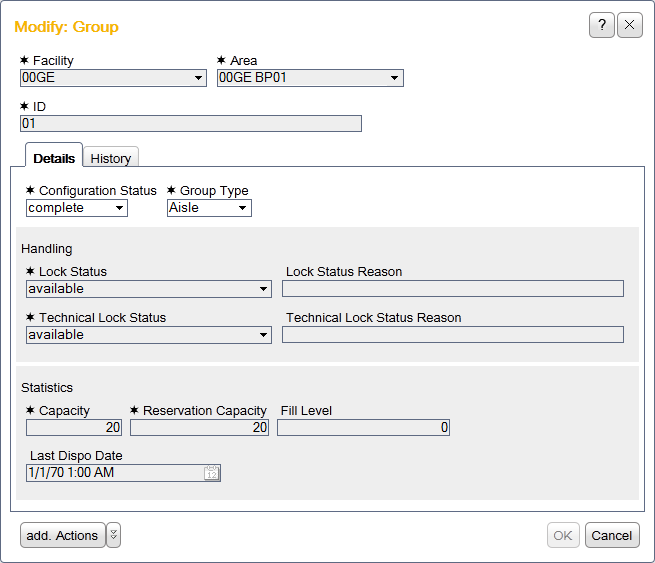 Modify: Group
?
✶ Facility ✶ Area
00GE 00GE BP01
✶ ID
01
Details History
✶ Configuration Status ✶ Group Type
complete Aisle
Handling
✶ Lock Status Lock Status Reason
available
✶ Technical Lock Status Technical Lock Status Reason
available
Statistics
✶ Capacity ✶ Reservation Capacity Fill Level
20 20 0
Last Dispo Date
1/1/70 1:00 AM 12
add. Actions OK Cancel